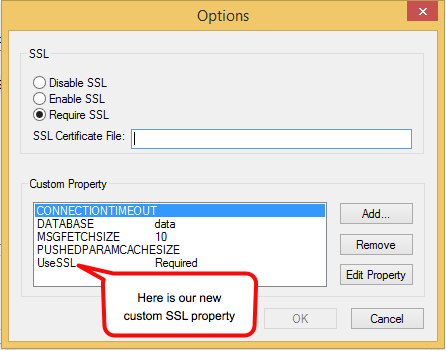 Options
SSL
Disable SSL
Enable SSL
Require SSL
SSL Certificate File:
Custom Property
CONNECTIONTIMEOUT
DATABASE data
MSGFETCHSIZE 10
PUSHEDPARAMCACHESIZE
UseSSL Required
Add...
Remove
Edit Property
Here is our new
custom SSL property
OK
Cancel